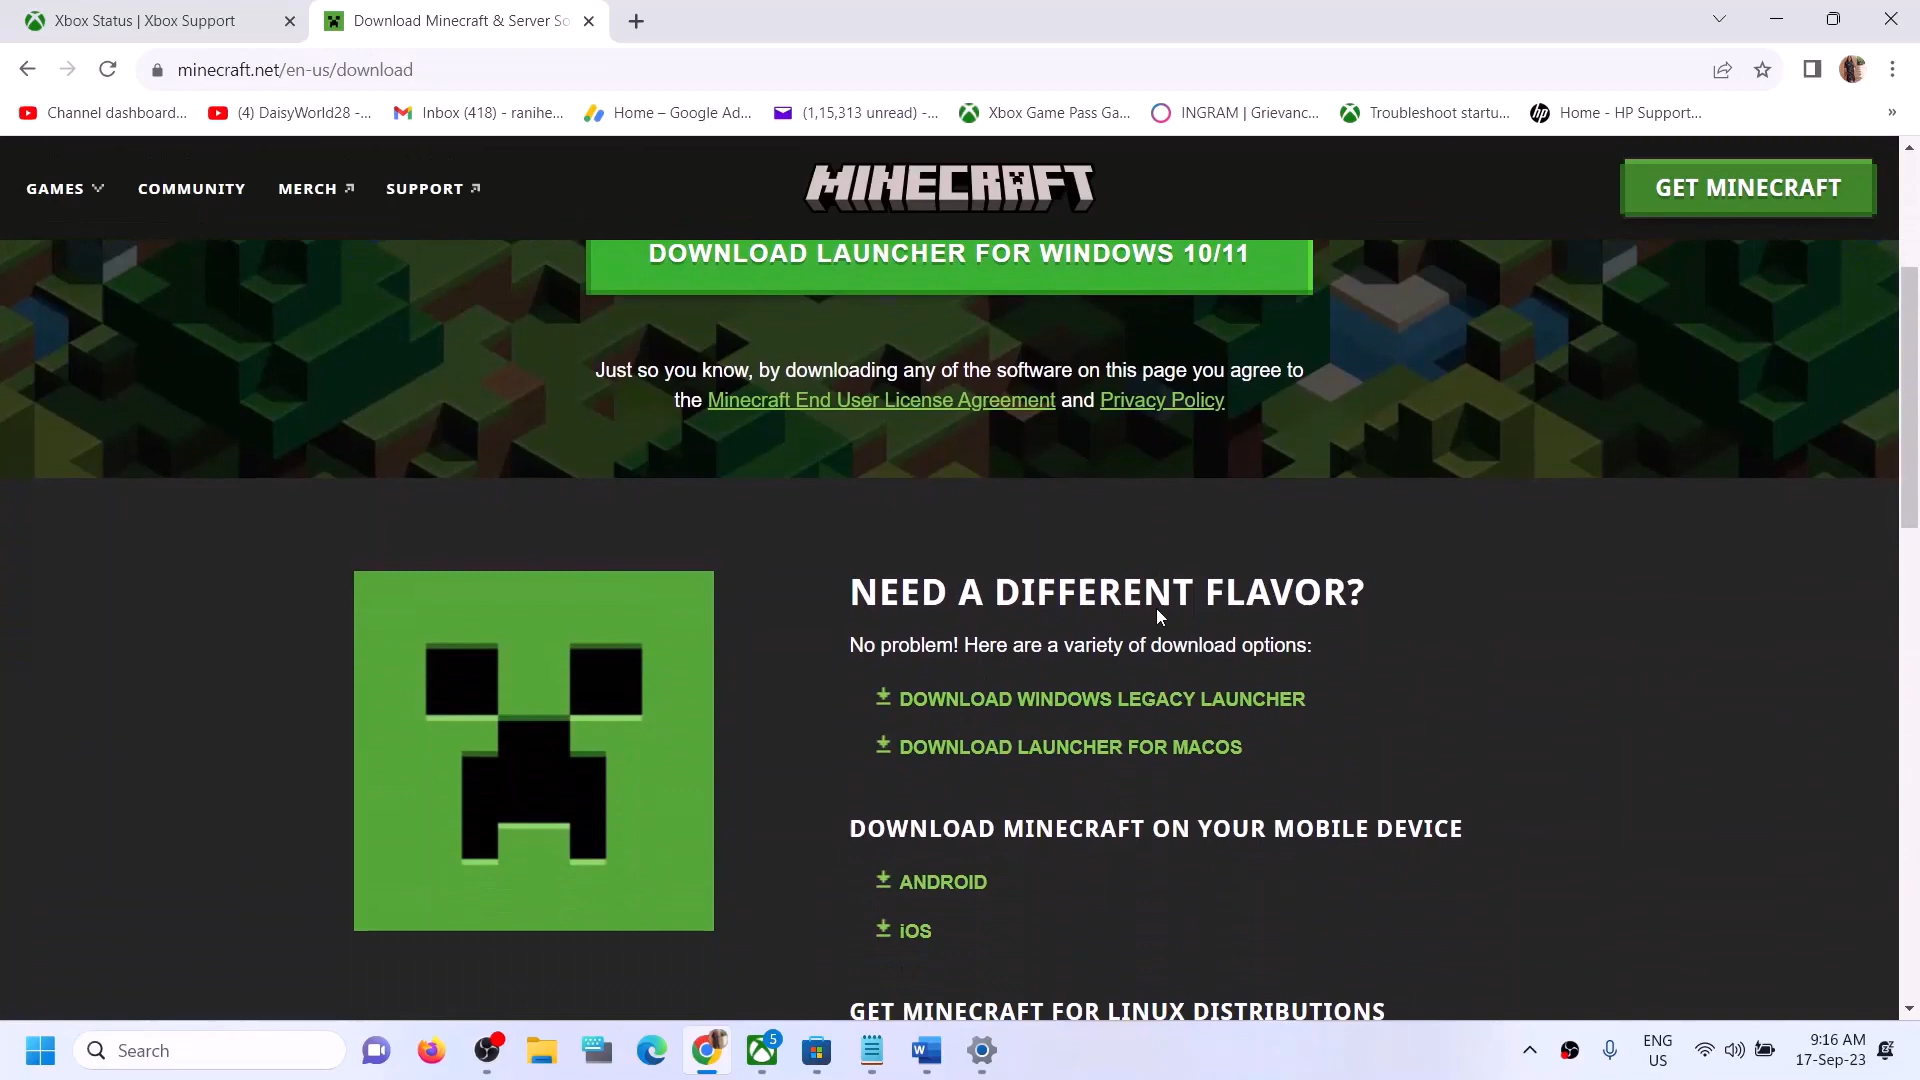 Xbox Status | Xbox Support
Download Minecraft & Server So
minecraft.net/en-us/download
Channel dashboard...
(4) DaisyWorld28 -...
Inbox (418) - ranihe...
Home – Google Ad...
(1,15,313 unread) -...
Xbox Game Pass Ga...
INGRAM | Grievanc...
Troubleshoot startu...
Home - HP Support...
»
GAMES
COMMUNITY
MERCH
SUPPORT
MINECRAFT
GET MINECRAFT
DOWNLOAD LAUNCHER FOR WINDOWS 10/11
Just so you know, by downloading any of the software on this page you agree to
the Minecraft End User License Agreement and Privacy Policy
NEED A DIFFERENT FLAVOR?
No problem! Here are a variety of download options:
DOWNLOAD WINDOWS LEGACY LAUNCHER
DOWNLOAD LAUNCHER FOR MACOS
DOWNLOAD MINECRAFT ON YOUR MOBILE DEVICE
ANDROID
iOS
GET MINECRAFT FOR LINUX DISTRIBUTIONS
Search
5
W
ENG
US
9:16 AM
17-Sep-23